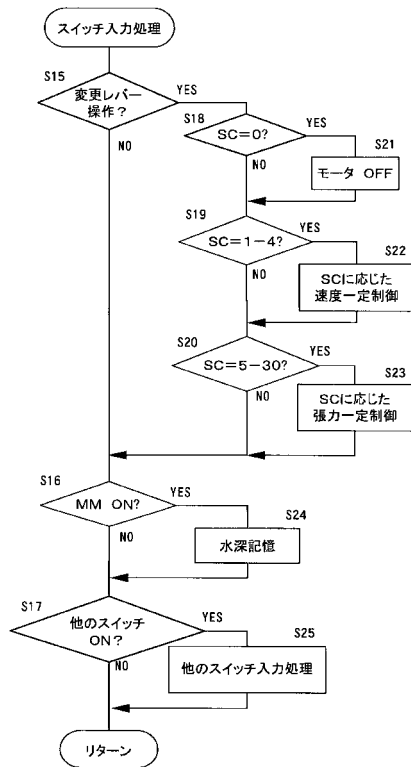 スイッチ入力処理
S15
変更レバー
操作?
YES
NO
S18
SC=0?
YES
NO
S21
モータ OFF
S19
SC=1-4?
YES
NO
S22
SCに応じた
速度一定制御
S20
SC=5-30?
YES
NO
S23
SCに応じた
張力一定制御
S16
MM ON?
YES
NO
S24
水深記憶
S17
他のスイッチ
ON?
YES
NO
S25
他のスイッチ入力処理
リターン